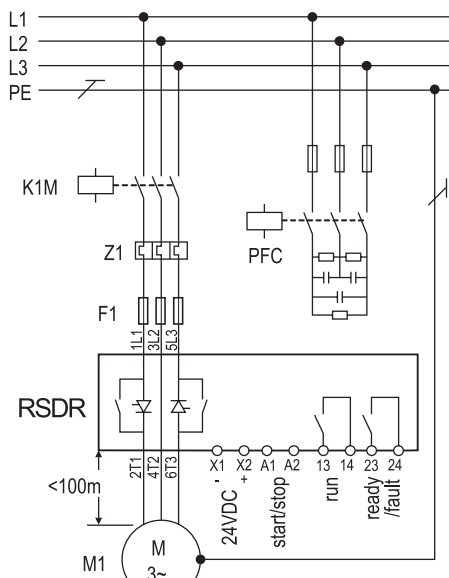 L1
L2
L3
PE
K1M
PFC
Z1
F1
1L1
3L2
5L3
RSDR
2T1
4T2
6T3
X1
X2
A1
A2
13
14
23
24
-
+
24VDC
start/stop
run
ready
/fault
<100m
M1
M
3~